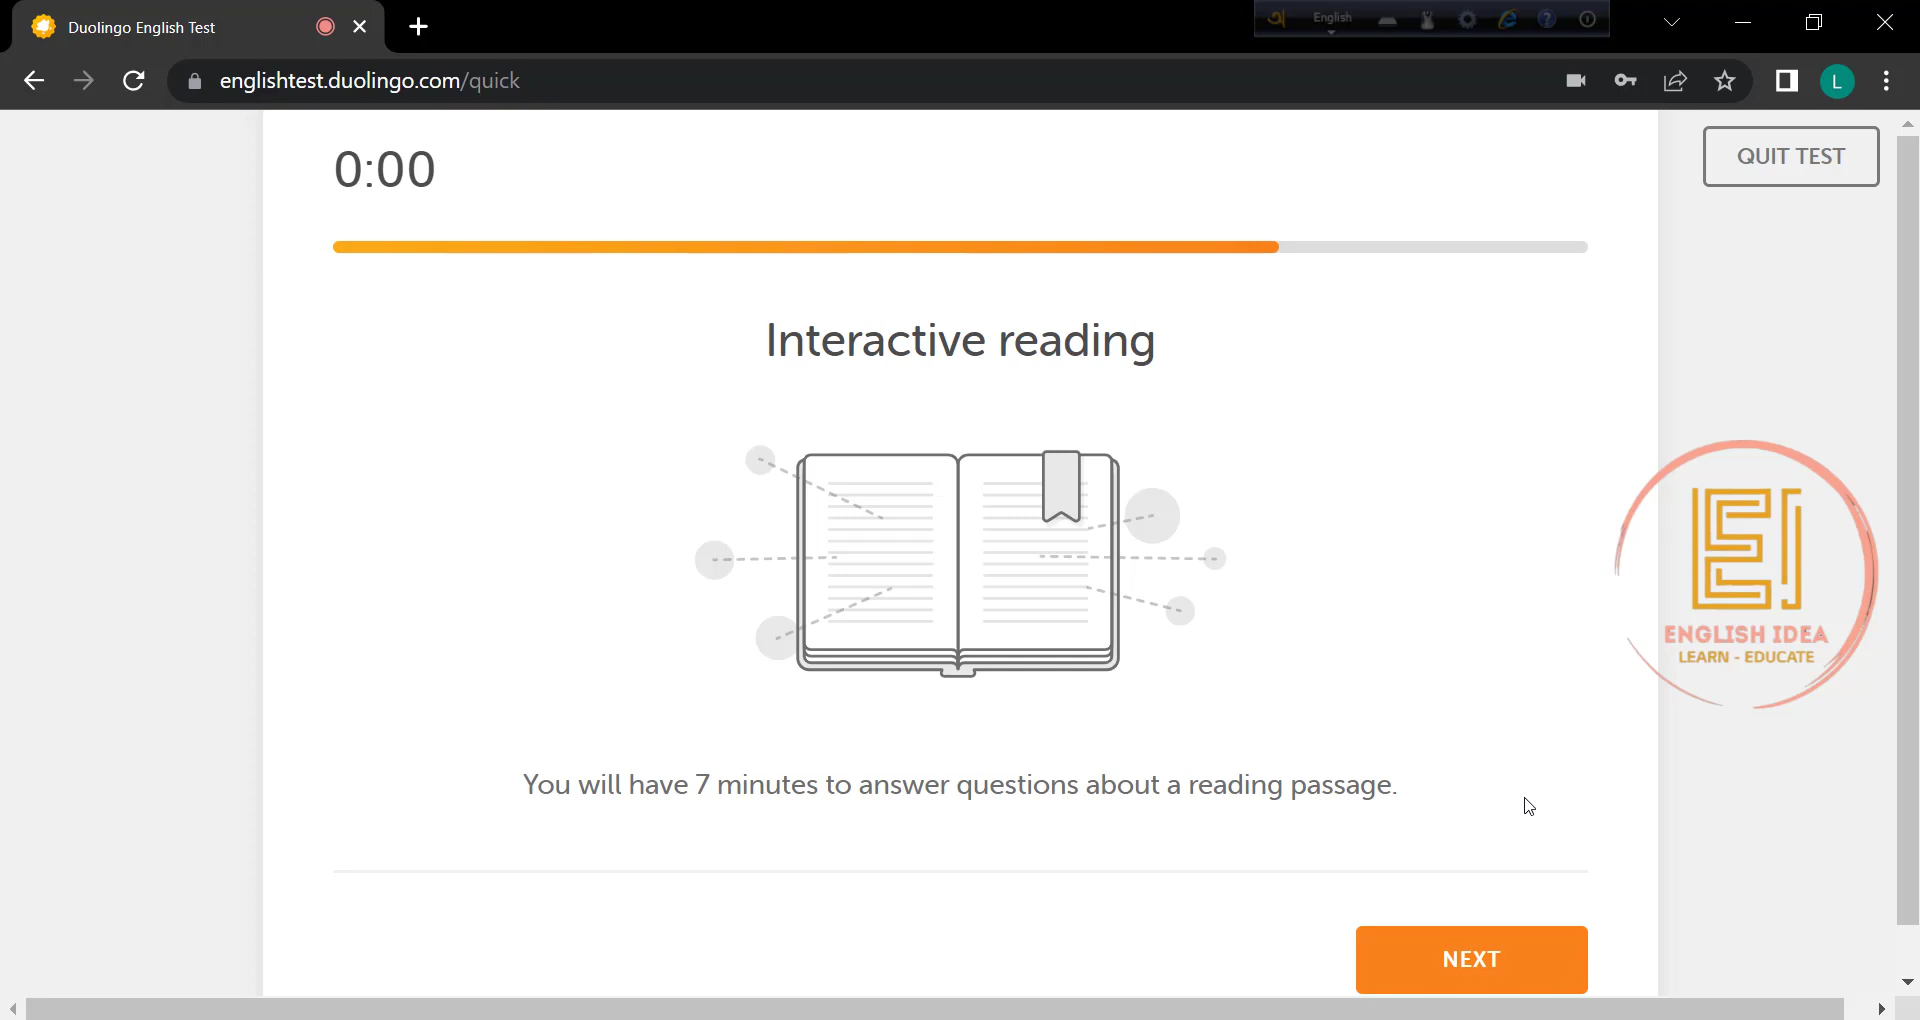 Duolingo English Test
English
englishtest.duolingo.com/quick
L
0:00
QUIT TEST
Interactive reading
ENGLISH IDEA
LEARN - EDUCATE
You will have 7 minutes to answer questions about a reading passage.
NEXT